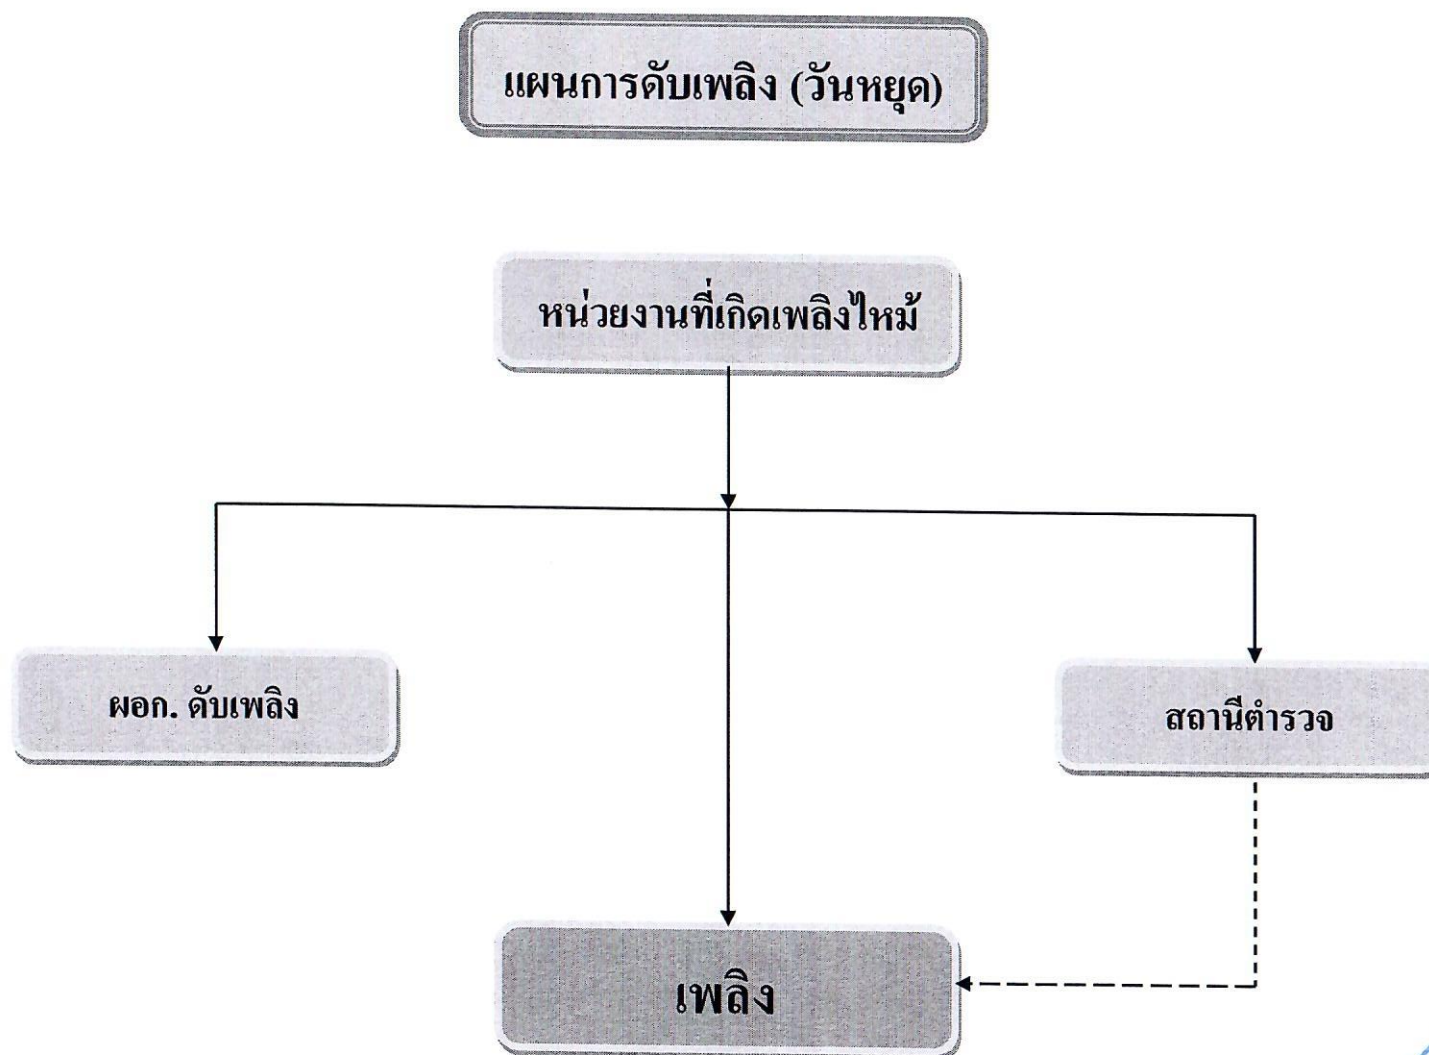 แผนการดับเพลิง (วันหยุด)
หน่วยงานที่เกิดเพลิงไหม้
ผอก. ดับเพลิง
สถานีตำรวจ
เพลิง